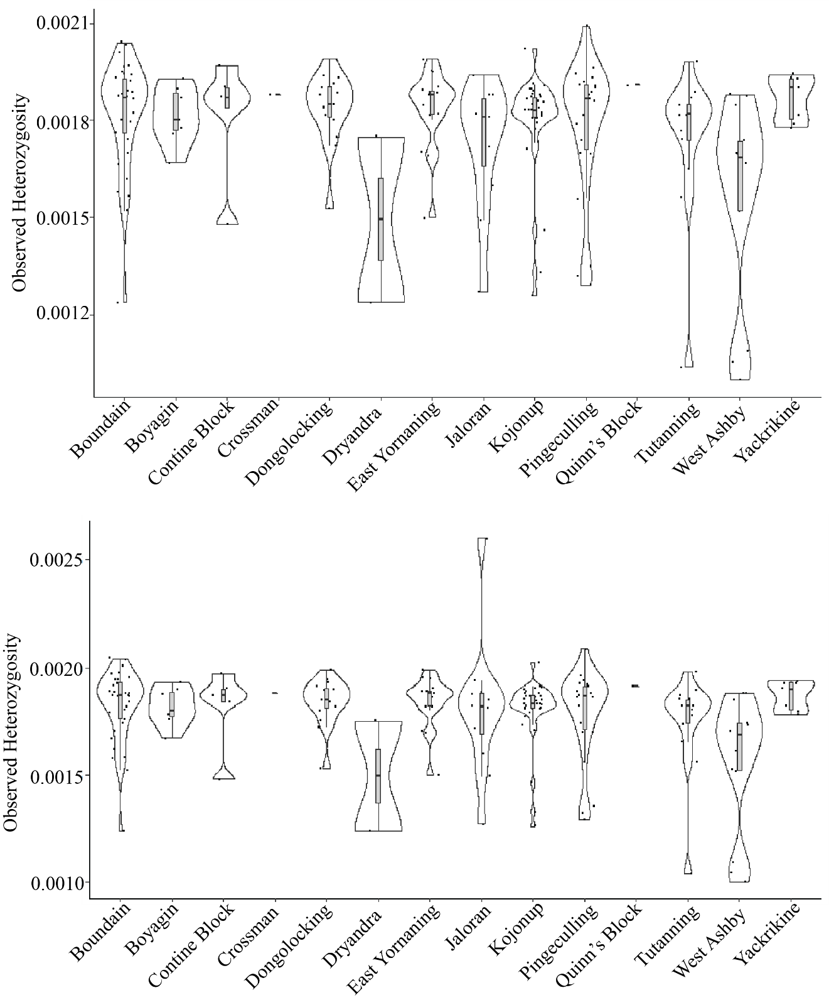 0.0021
0.0018
0.0015
0.0012
Observed Heterozygosity
Boundain
Boyagin
Contine Block
Crossman
Dongolocking
Dryandra
East Yornaning
Jaloran
Kojonup
Pingeculling
Quinn's Block
Tutanning
West Ashby
Yackrikine
0.0025
0.0020
0.0015
0.0010
Observed Heterozygosity
Boundain
Boyagin
Contine Block
Crossman
Dongolocking
Dryandra
East Yornaning
Jaloran
Kojonup
Pingeculling
Quinn's Block
Tutanning
West Ashby
Yackrikine